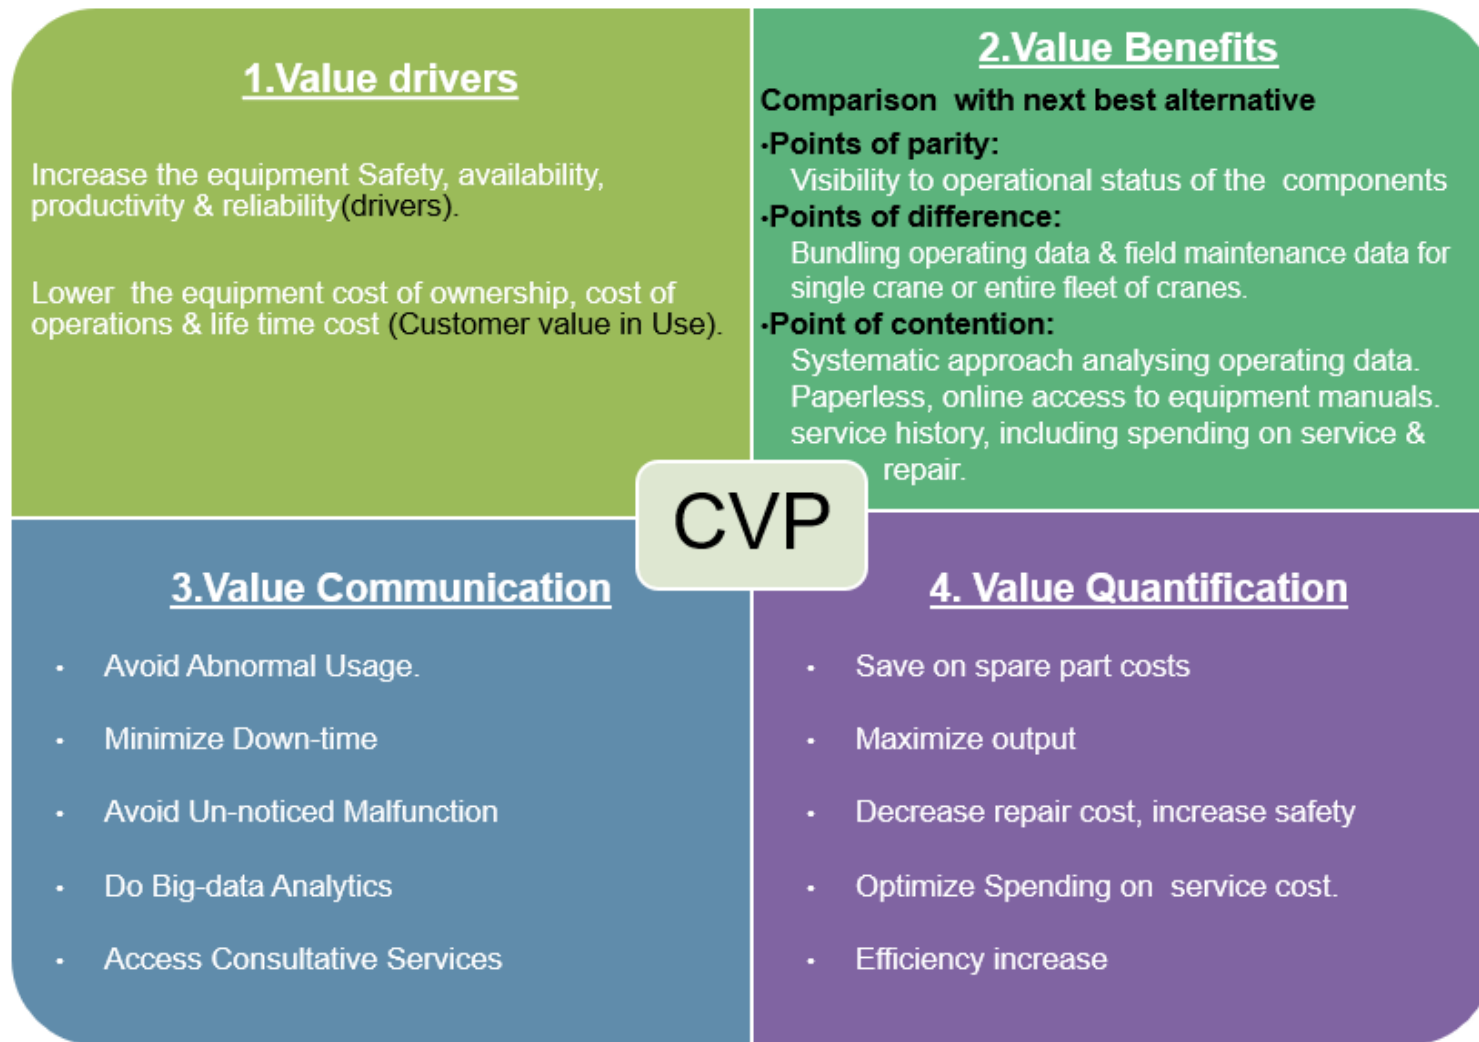 1.Value drivers
Increase the equipment Safety, availability,
productivity & reliability(drivers).
Lower the equipment cost of ownership, cost of
operations & life time cost (Customer value in Use).
2.Value Benefits
Comparison with next best alternative
•Points of parity:
Visibility to operational status of the components
•Points of difference:
Bundling operating data & field maintenance data for
single crane or entire fleet of cranes.
•Point of contention:
Systematic approach analysing operating data.
Paperless, online access to equipment manuals.
service history, including spending on service &
repair.
CVP
3.Value Communication
• Avoid Abnormal Usage.
• Minimize Down-time
• Avoid Un-noticed Malfunction
• Do Big-data Analytics
• Access Consultative Services
4. Value Quantification
• Save on spare part costs
• Maximize output
• Decrease repair cost, increase safety
• Optimize Spending on service cost.
• Efficiency increase